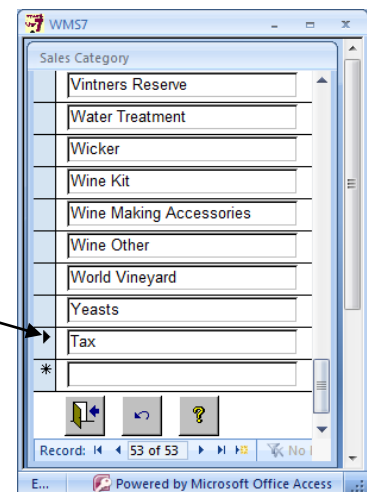 WMS7
Sales Category
Vintners Reserve
Water Treatment
Wicker
Wine Kit
Wine Making Accessories
Wine Other
World Vineyard
Yeasts
Tax
*
?
Record: 53 of 53 No
E... Powered by Microsoft Office Access